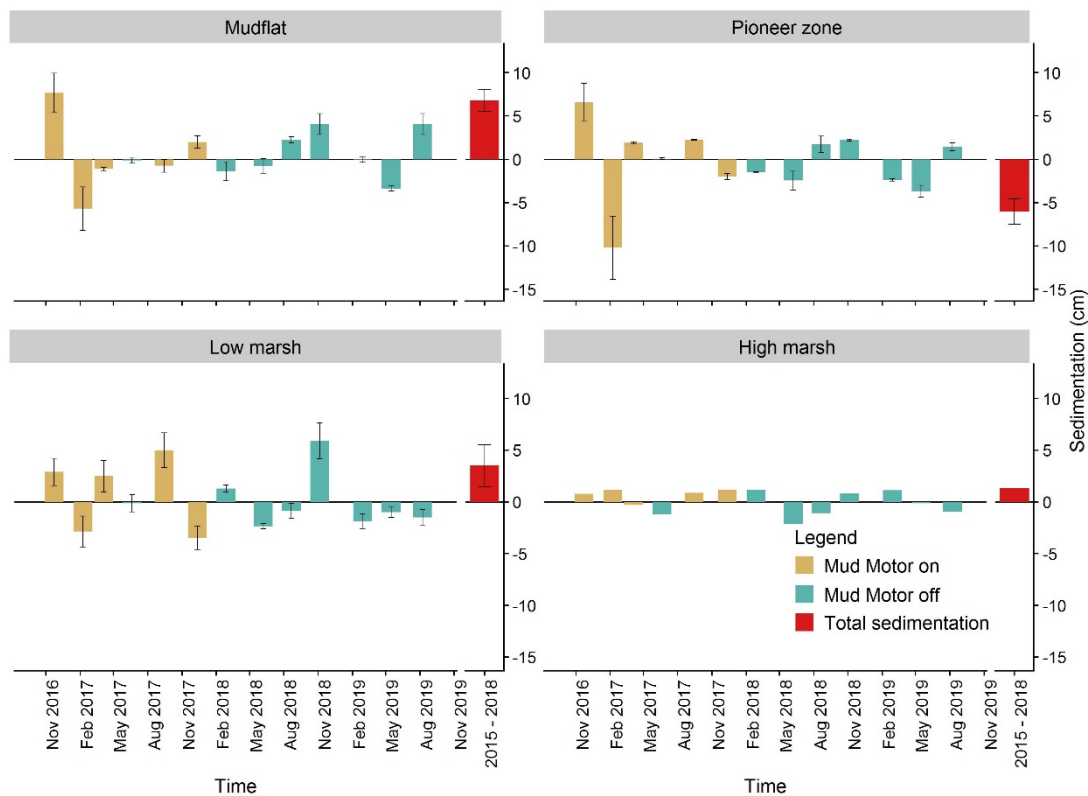 Mudflat
Pioneer zone
10
5
0
-5
-10
-15
10
5
0
-5
-10
-15
Low marsh
High marsh
10
5
0
-5
-10
-15
10
5
0
-5
-10
-15
Sedimentation (cm)
Legend
Mud Motor on
Mud Motor off
Total sedimentation
Nov 2016
Feb 2017
May 2017
Aug 2017
Nov 2017
Feb 2018
May 2018
Aug 2018
Nov 2018
Feb 2019
May 2019
Aug 2019
Nov 2019
2015 - 2018
Nov 2016
Feb 2017
May 2017
Aug 2017
Nov 2017
Feb 2018
May 2018
Aug 2018
Nov 2018
Feb 2019
May 2019
Aug 2019
Nov 2019
2015 - 2018
Time
Time